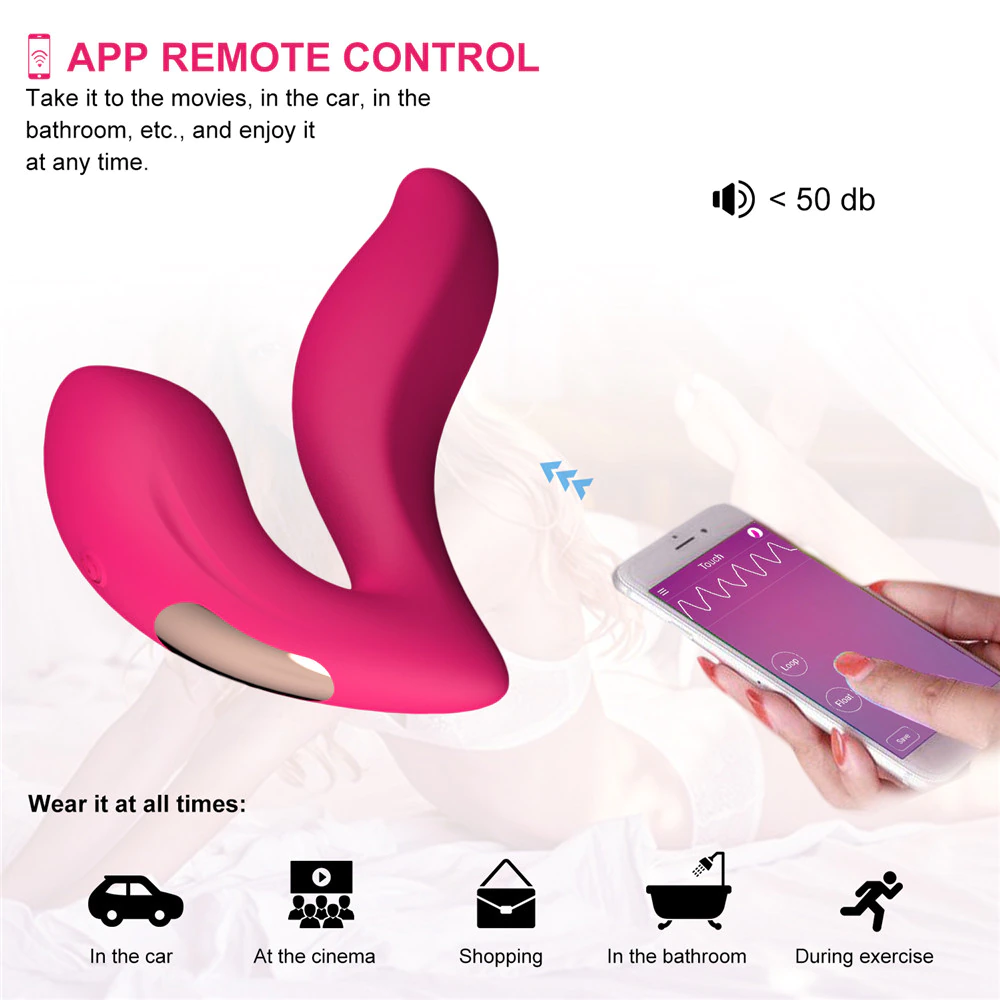 APP REMOTE CONTROL
Take it to the movies, in the car, in the
bathroom, etc., and enjoy it
at any time.
< 50 db
Touch
Loop
Float
Save
Wear it at all times:
In the car
At the cinema
Shopping
In the bathroom
During exercise